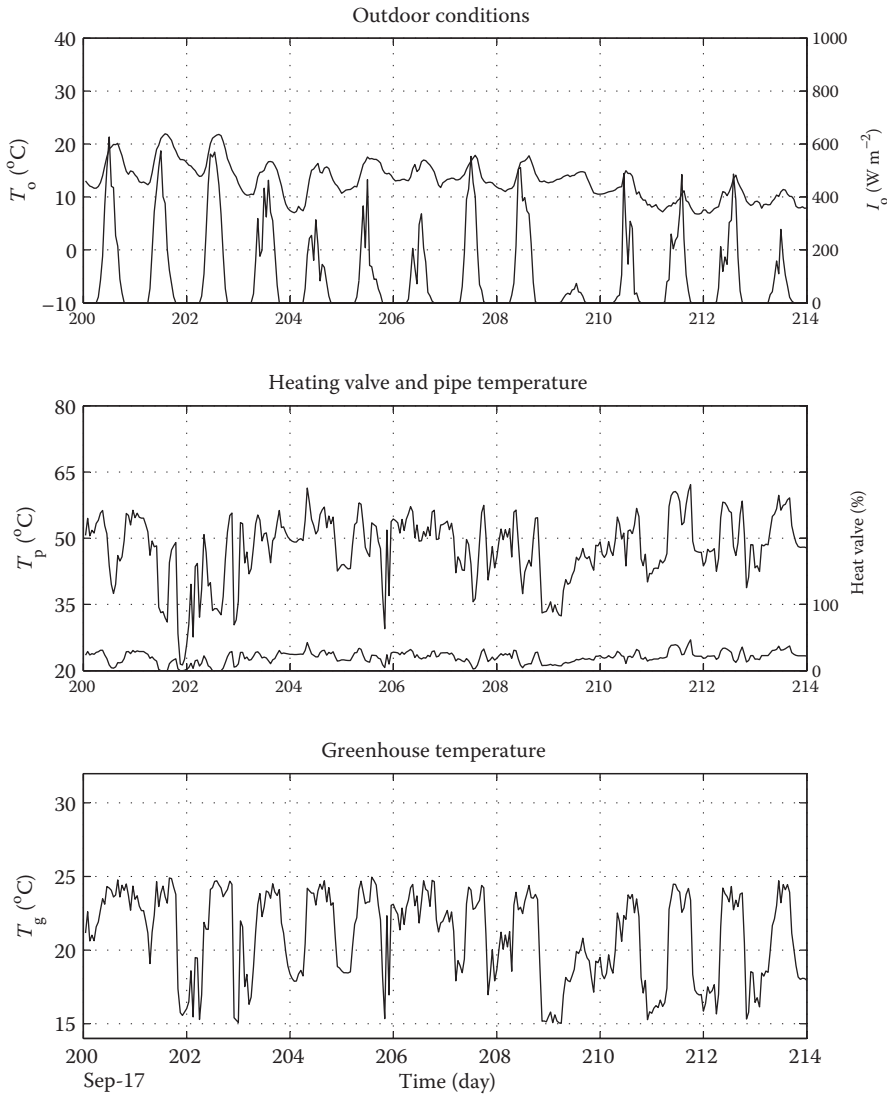 Outdoor conditions
40
30
20
10
0
−10
T_o (°C)
1000
800
600
400
200
0
I_o (W m⁻²)
200 202 204 206 208 210 212 214
Heating valve and pipe temperature
80
65
50
35
20
T_p (°C)
100
0
Heat valve (%)
200 202 204 206 208 210 212 214
Greenhouse temperature
30
25
20
15
T_g (°C)
200 202 204 206 208 210 212 214
Sep-17 Time (day)